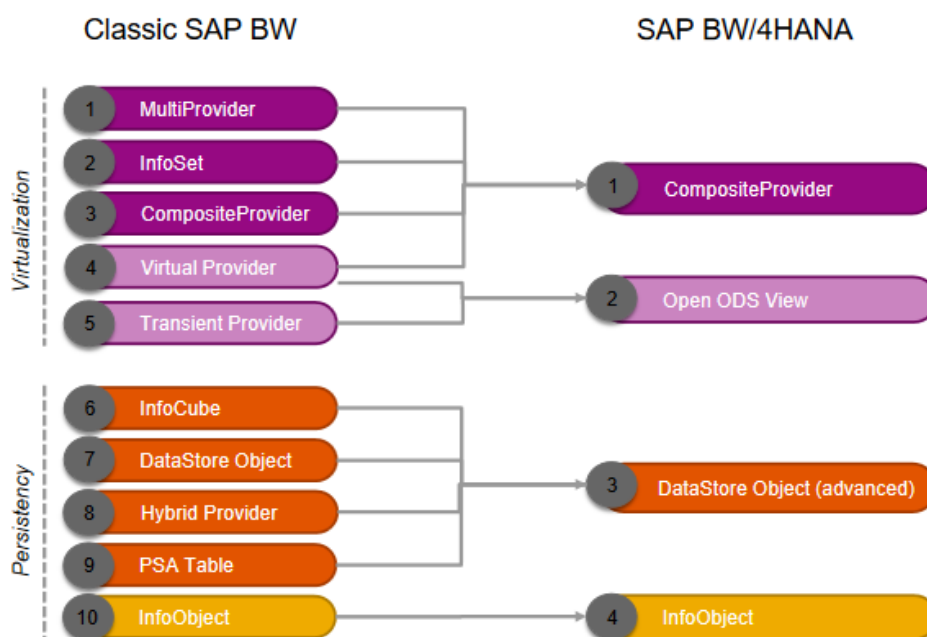 Classic SAP BW
SAP BW/4HANA
Virtualization
1 MultiProvider
2 InfoSet
3 CompositeProvider
4 Virtual Provider
5 Transient Provider
1 CompositeProvider
2 Open ODS View
Persistency
6 InfoCube
7 DataStore Object
8 Hybrid Provider
9 PSA Table
10 InfoObject
3 DataStore Object (advanced)
4 InfoObject